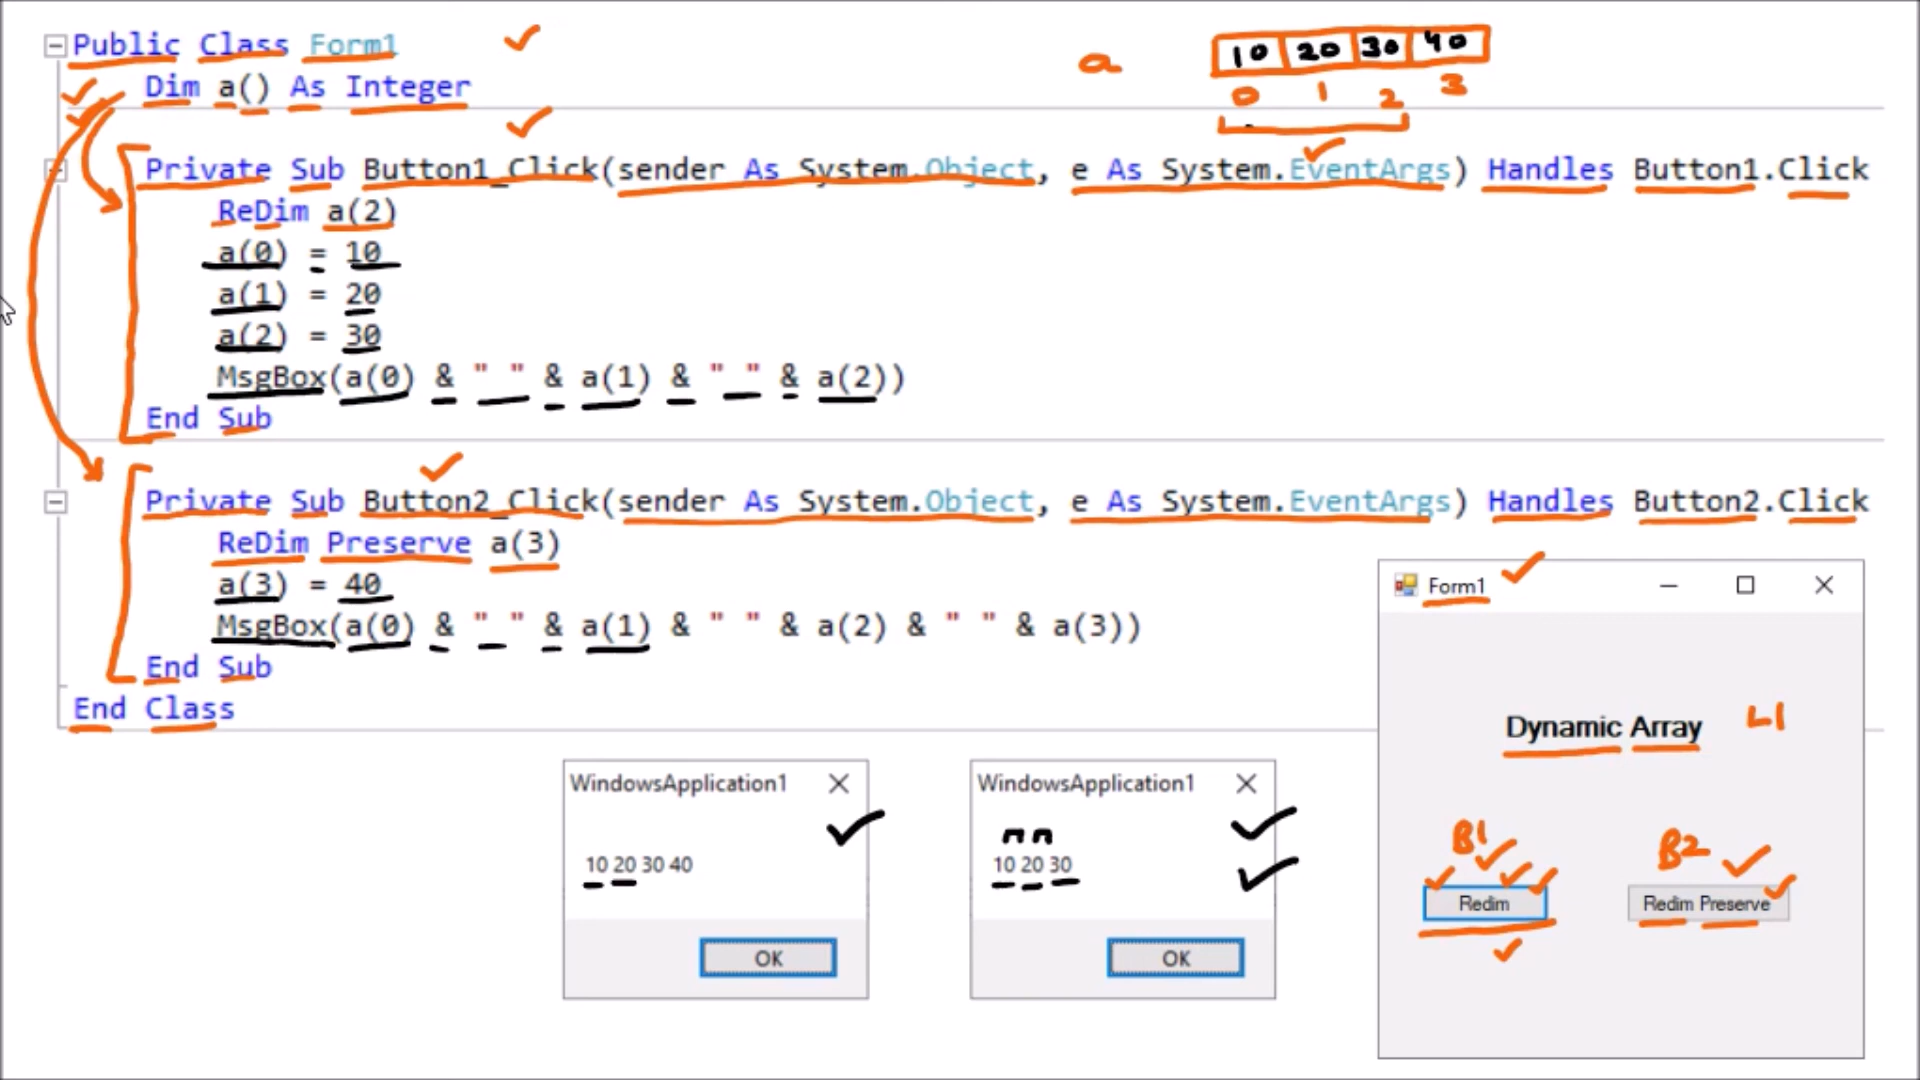 Public Class Form1
Dim a() As Integer
a 10 20 30 40
0 1 2 3
Private Sub Button1_Click(sender As System.Object, e As System.EventArgs) Handles Button1.Click
ReDim a(2)
a(0) = 10
a(1) = 20
a(2) = 30
MsgBox(a(0) & " " & a(1) & " " & a(2))
End Sub
Private Sub Button2_Click(sender As System.Object, e As System.EventArgs) Handles Button2.Click
ReDim Preserve a(3)
a(3) = 40
MsgBox(a(0) & " " & a(1) & " " & a(2) & " " & a(3))
End Sub
End Class
WindowsApplication1
10 20 30 40
OK
WindowsApplication1
10 20 30
OK
Form1
Dynamic Array L1
B1 B2
Redim Redim Preserve